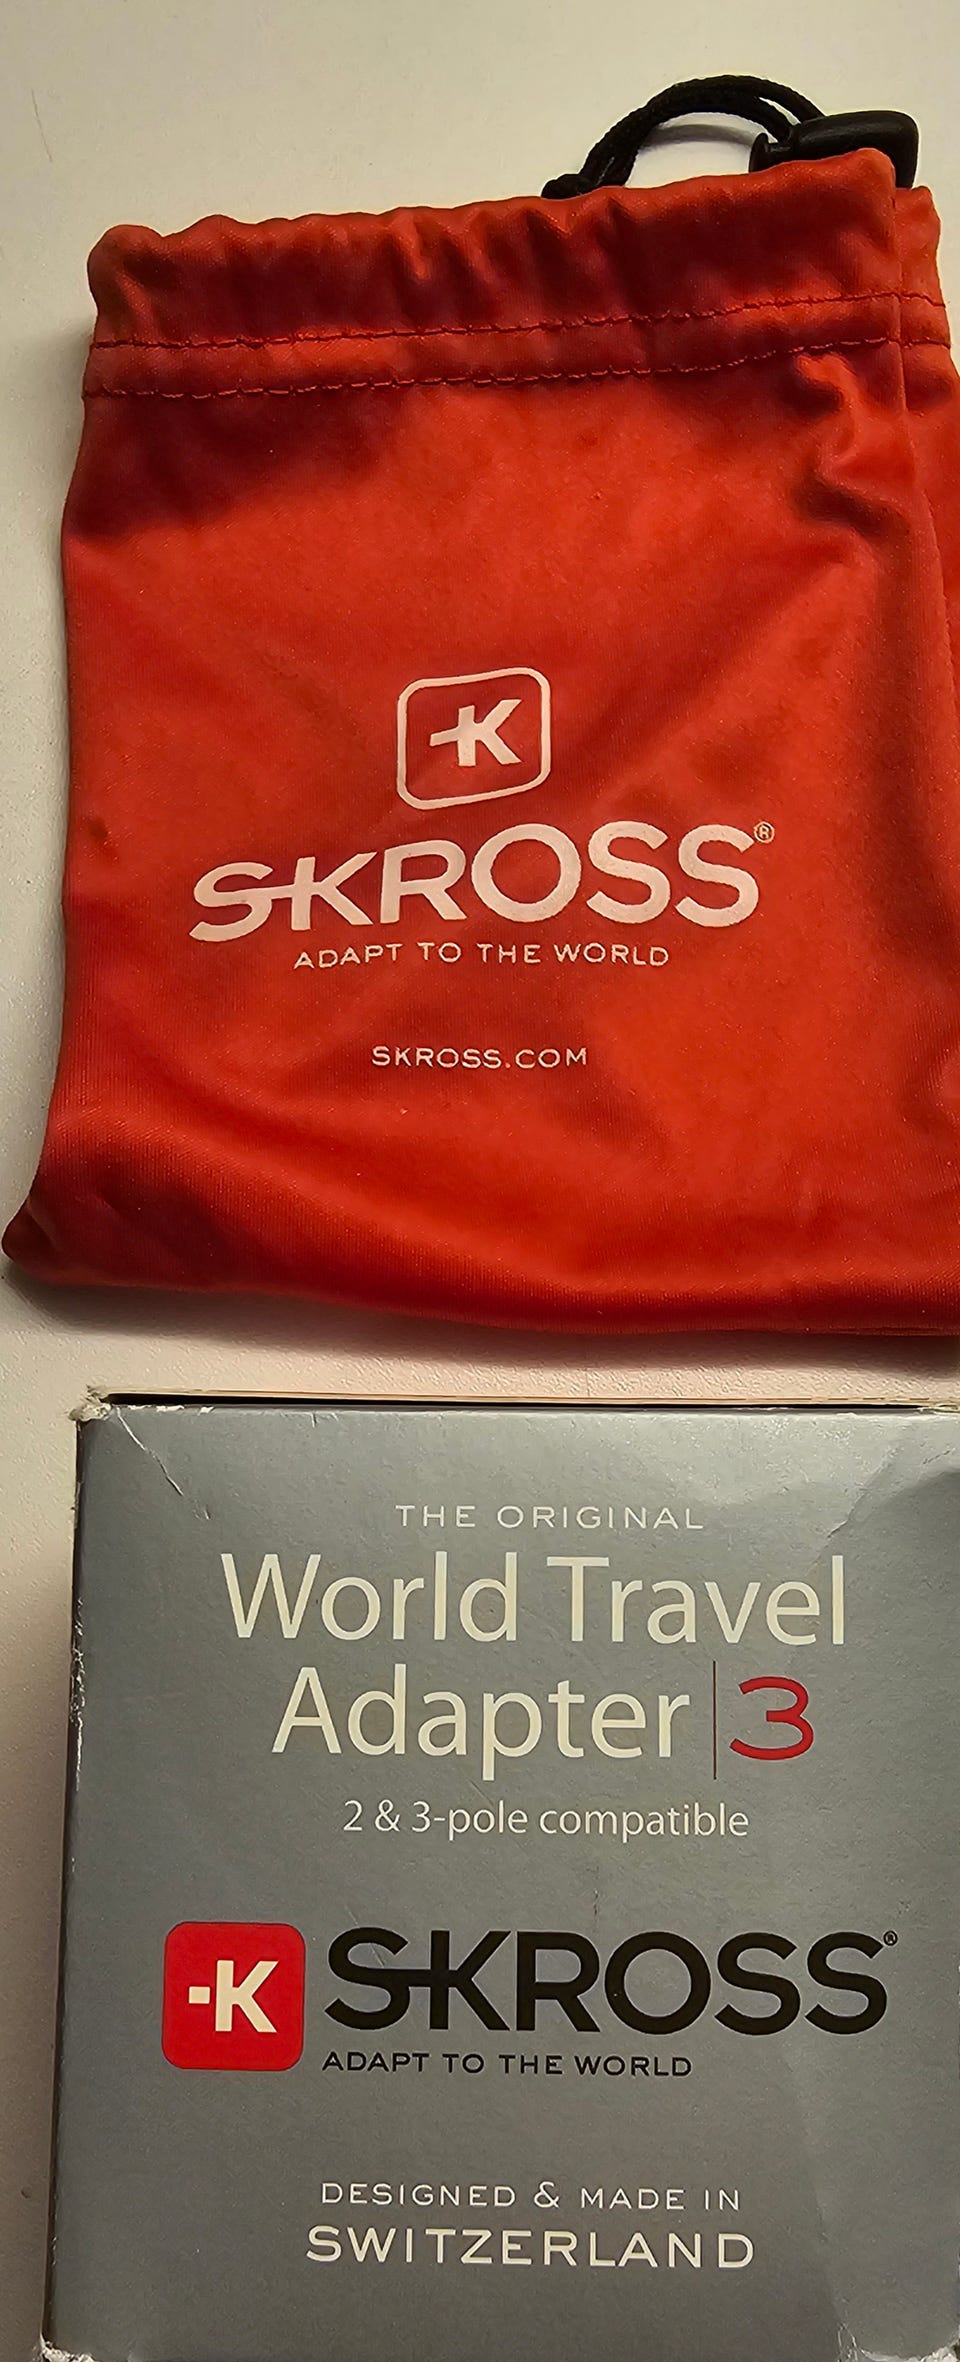 K
SKROSS®
ADAPT TO THE WORLD
SKROSS.COM
THE ORIGINAL
World Travel
Adapter|3
2 & 3-pole compatible
K SKROSS®
ADAPT TO THE WORLD
DESIGNED & MADE IN
SWITZERLAND